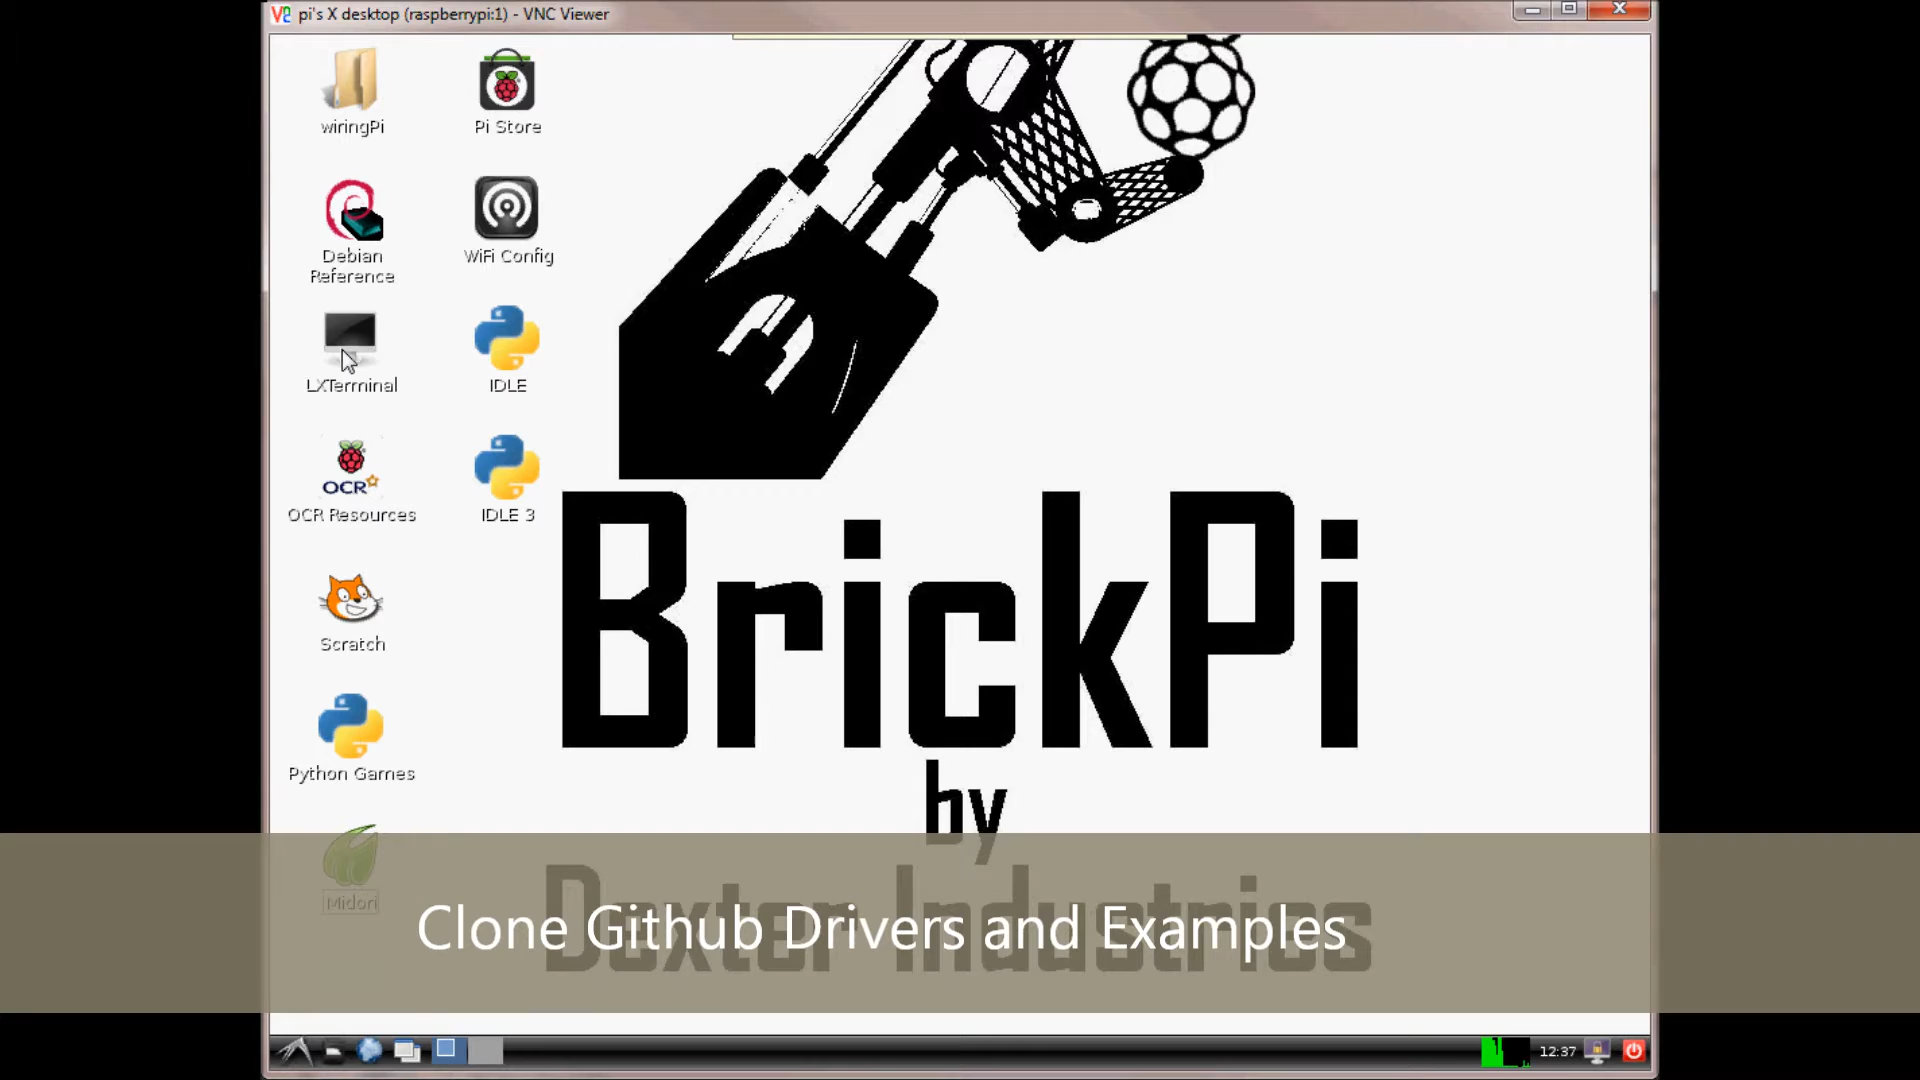 pi's X desktop (raspberrypi:1) - VNC Viewer
wiringPi
Pi Store
Debian
Reference
WiFi Config
LXTerminal
IDLE
OCR
OCR Resources
IDLE 3
Scratch
Python Games
Midori
BrickPi
by
Dexter Industries
Clone Github Drivers and Examples
12:37